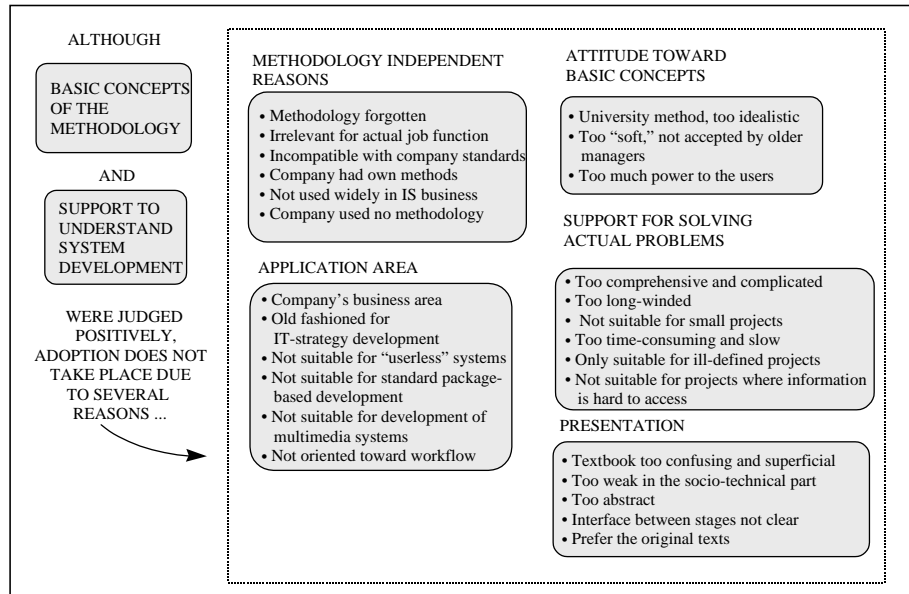 ALTHOUGH
BASIC CONCEPTS
OF THE
METHODOLOGY
AND
SUPPORT TO
UNDERSTAND
SYSTEM
DEVELOPMENT
WERE JUDGED
POSITIVELY,
ADOPTION DOES NOT
TAKE PLACE DUE
TO SEVERAL
REASONS ...
METHODOLOGY INDEPENDENT
REASONS
• Methodology forgotten
• Irrelevant for actual job function
• Incompatible with company standards
• Company had own methods
• Not used widely in IS business
• Company used no methodology
APPLICATION AREA
• Company's business area
• Old fashioned for
IT-strategy development
• Not suitable for “userless” systems
• Not suitable for standard package-
based development
• Not suitable for development of
multimedia systems
• Not oriented toward workflow
ATTITUDE TOWARD
BASIC CONCEPTS
• University method, too idealistic
• Too “soft,” not accepted by older
managers
• Too much power to the users
SUPPORT FOR SOLVING
ACTUAL PROBLEMS
• Too comprehensive and complicated
• Too long-winded
• Not suitable for small projects
• Too time-consuming and slow
• Only suitable for ill-defined projects
• Not suitable for projects where information
is hard to access
PRESENTATION
• Textbook too confusing and superficial
• Too weak in the socio-technical part
• Too abstract
• Interface between stages not clear
• Prefer the original texts